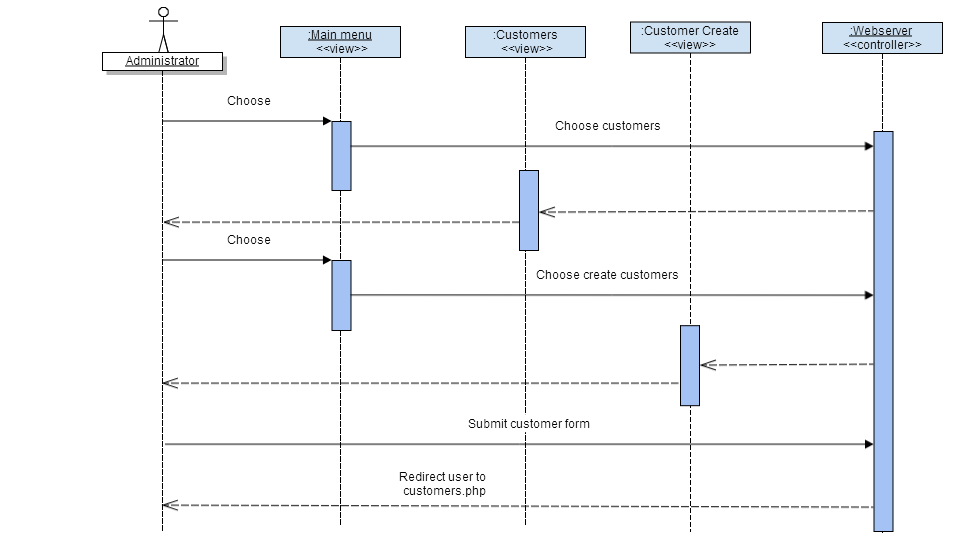 Administrator
:Main menu
<<view>>
:Customers
<<view>>
:Customer Create
<<view>>
:Webserver
<<controller>>
Choose
Choose customers
Choose
Choose create customers
Submit customer form
Redirect user to
customers.php